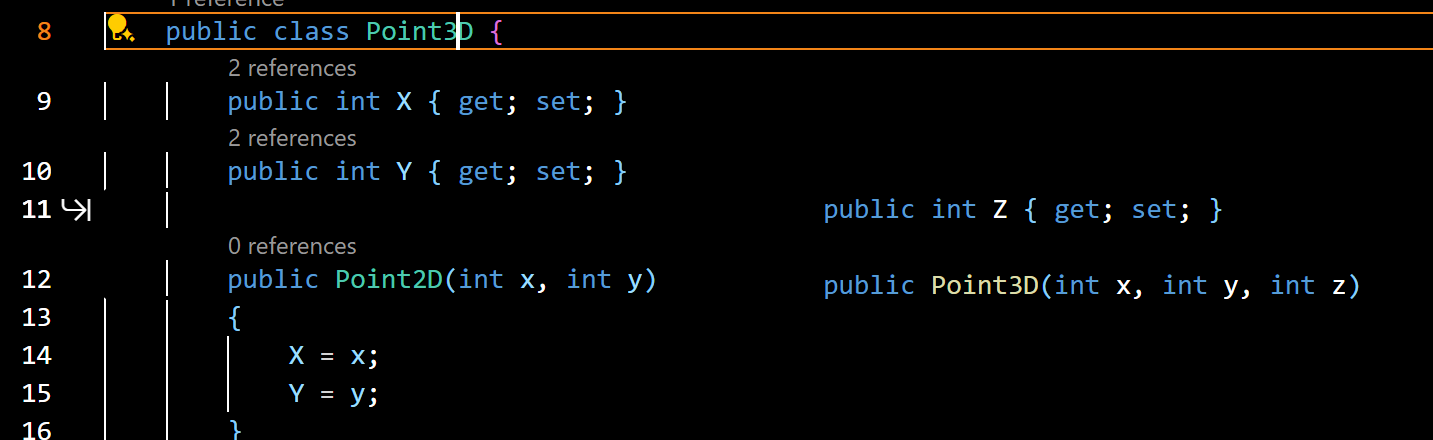 1 reference
8 public class Point3D {
2 references
9 public int X { get; set; }
2 references
10 public int Y { get; set; }
11 public int Z { get; set; }
0 references
12 public Point2D(int x, int y) public Point3D(int x, int y, int z)
13 {
14 X = x;
15 Y = y;
16 }